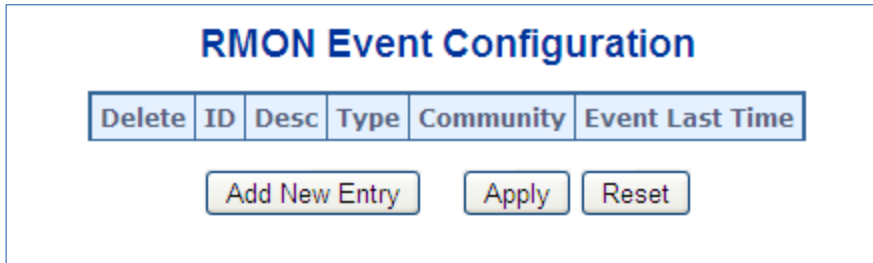 RMON Event Configuration
Delete ID Desc Type Community Event Last Time
Add New Entry Apply Reset